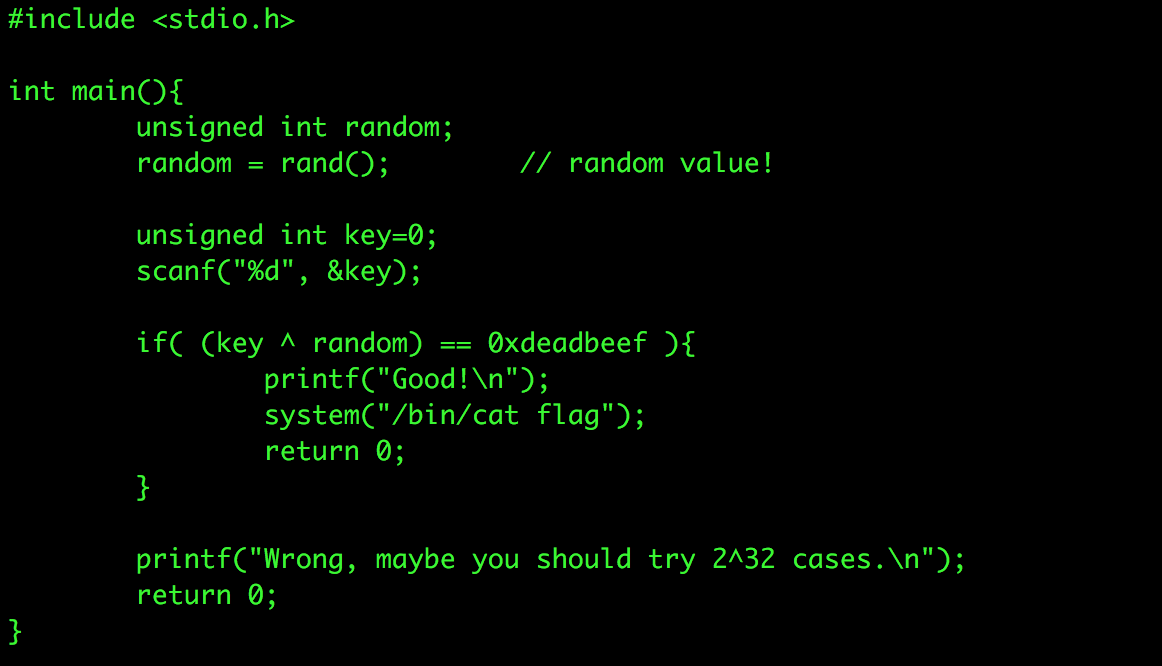 #include <stdio.h>

int main(){
        unsigned int random;
        random = rand();        // random value!

        unsigned int key=0;
        scanf("%d", &key);

        if( (key ^ random) == 0xdeadbeef ){
                printf("Good!\n");
                system("/bin/cat flag");
                return 0;
        }

        printf("Wrong, maybe you should try 2^32 cases.\n");
        return 0;
}